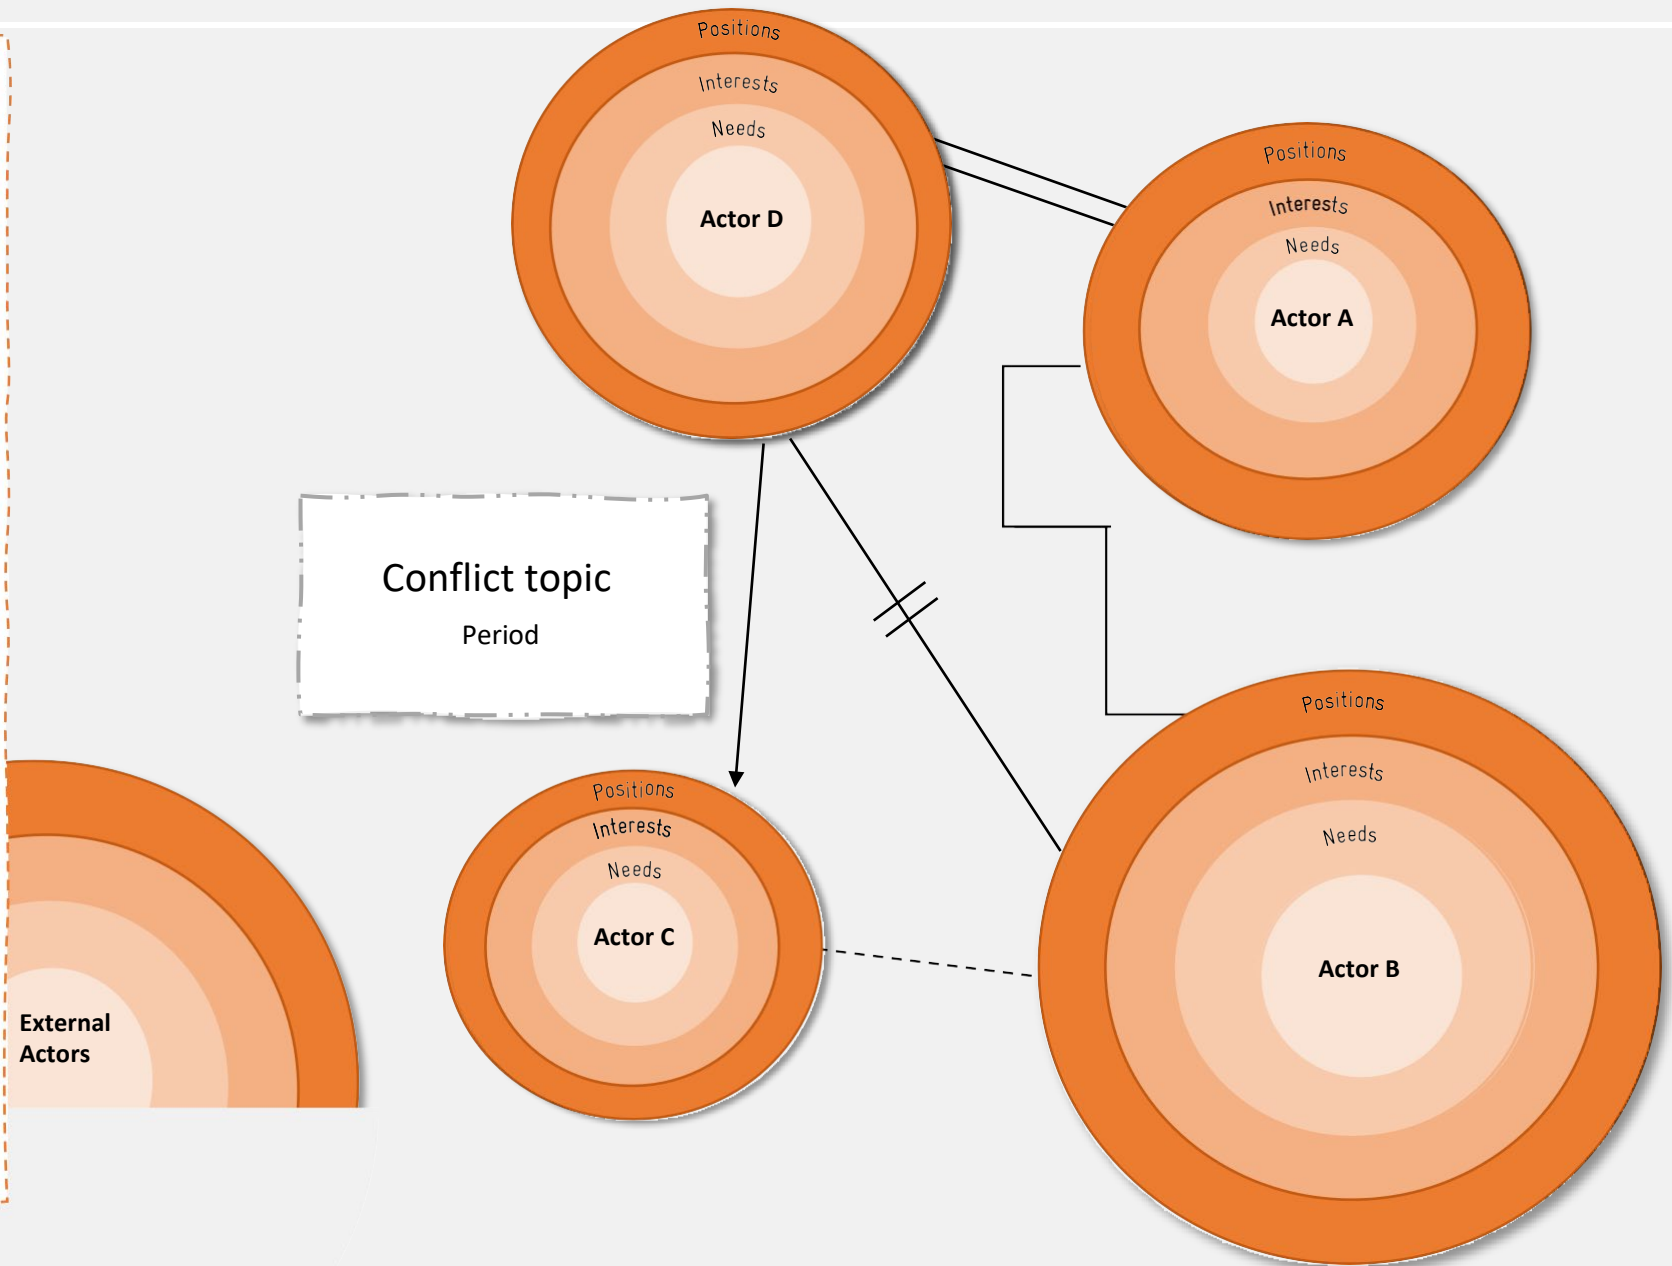 Positions
Interests
Needs
Actor D
Positions
Interests
Needs
Actor A
Conflict topic
Period
Positions
Interests
Needs
Actor B
Positions
Interests
Needs
Actor C
External
Actors